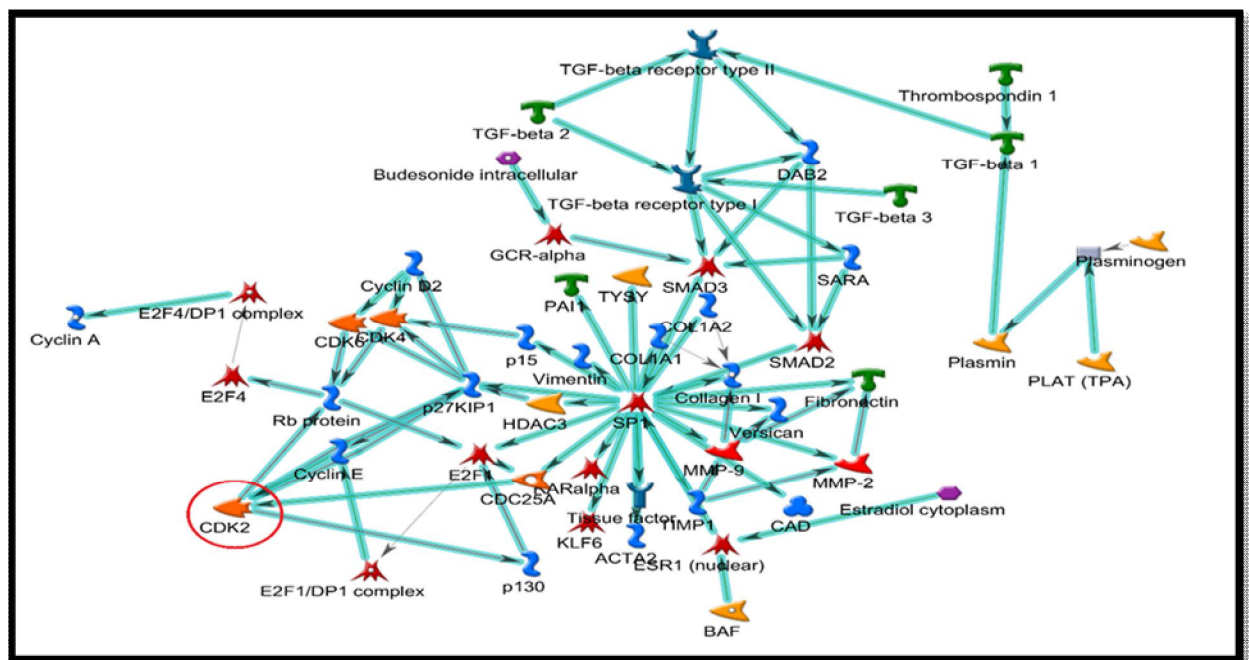 TGF-beta receptor type II
Thrombospondin 1
TGF-beta 2
TGF-beta 1
Budesonide intracellular
DAB2
TGF-beta receptor type I
TGF-beta 3
GCR-alpha
Plasminogen
SARA
Cyclin D2
TYSY
SMAD3
PAI1
E2F4/DP1 complex
COL1A2
Cyclin A
CDK6
CDK4
p15
COL1A1
SMAD2
Plasmin
Vimentin
PLAT (TPA)
E2F4
Collagen I
Fibronectin
p27KIP1
Rb protein
HDAC3
SP1
Versican
MMP-9
Cyclin E
E2F1
MMP-2
CDC25A
RARalpha
Estradiol cytoplasm
Tissue factor
TIMP1
CAD
CDK2
KLF6
ACTA2
ESR1 (nuclear)
E2F1/DP1 complex
p130
BAF